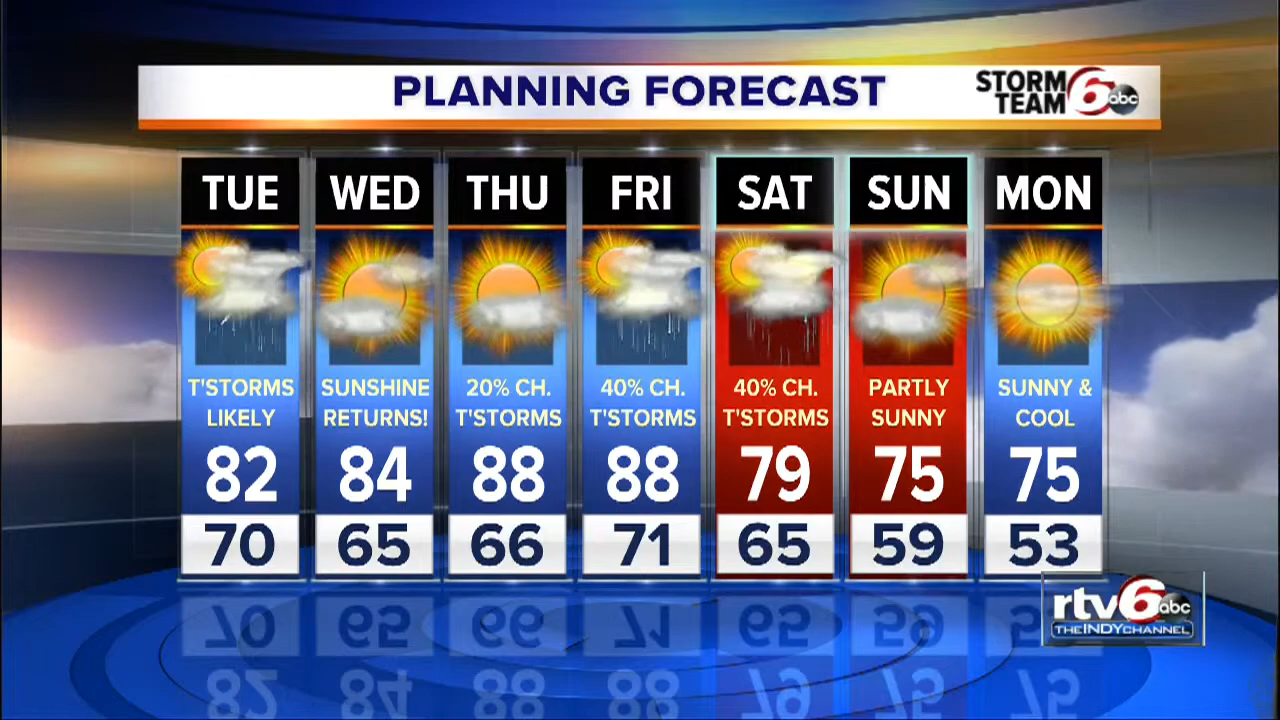 PLANNING FORECAST
STORM TEAM 6 abc
TUE WED THU FRI SAT SUN MON
T'STORMS LIKELY
SUNSHINE RETURNS!
20% CH. T'STORMS
40% CH. T'STORMS
40% CH. T'STORMS
PARTLY SUNNY
SUNNY & COOL
82 84 88 88 79 75 75
70 65 66 71 65 59 53
rtv6 abc
THE INDY CHANNEL